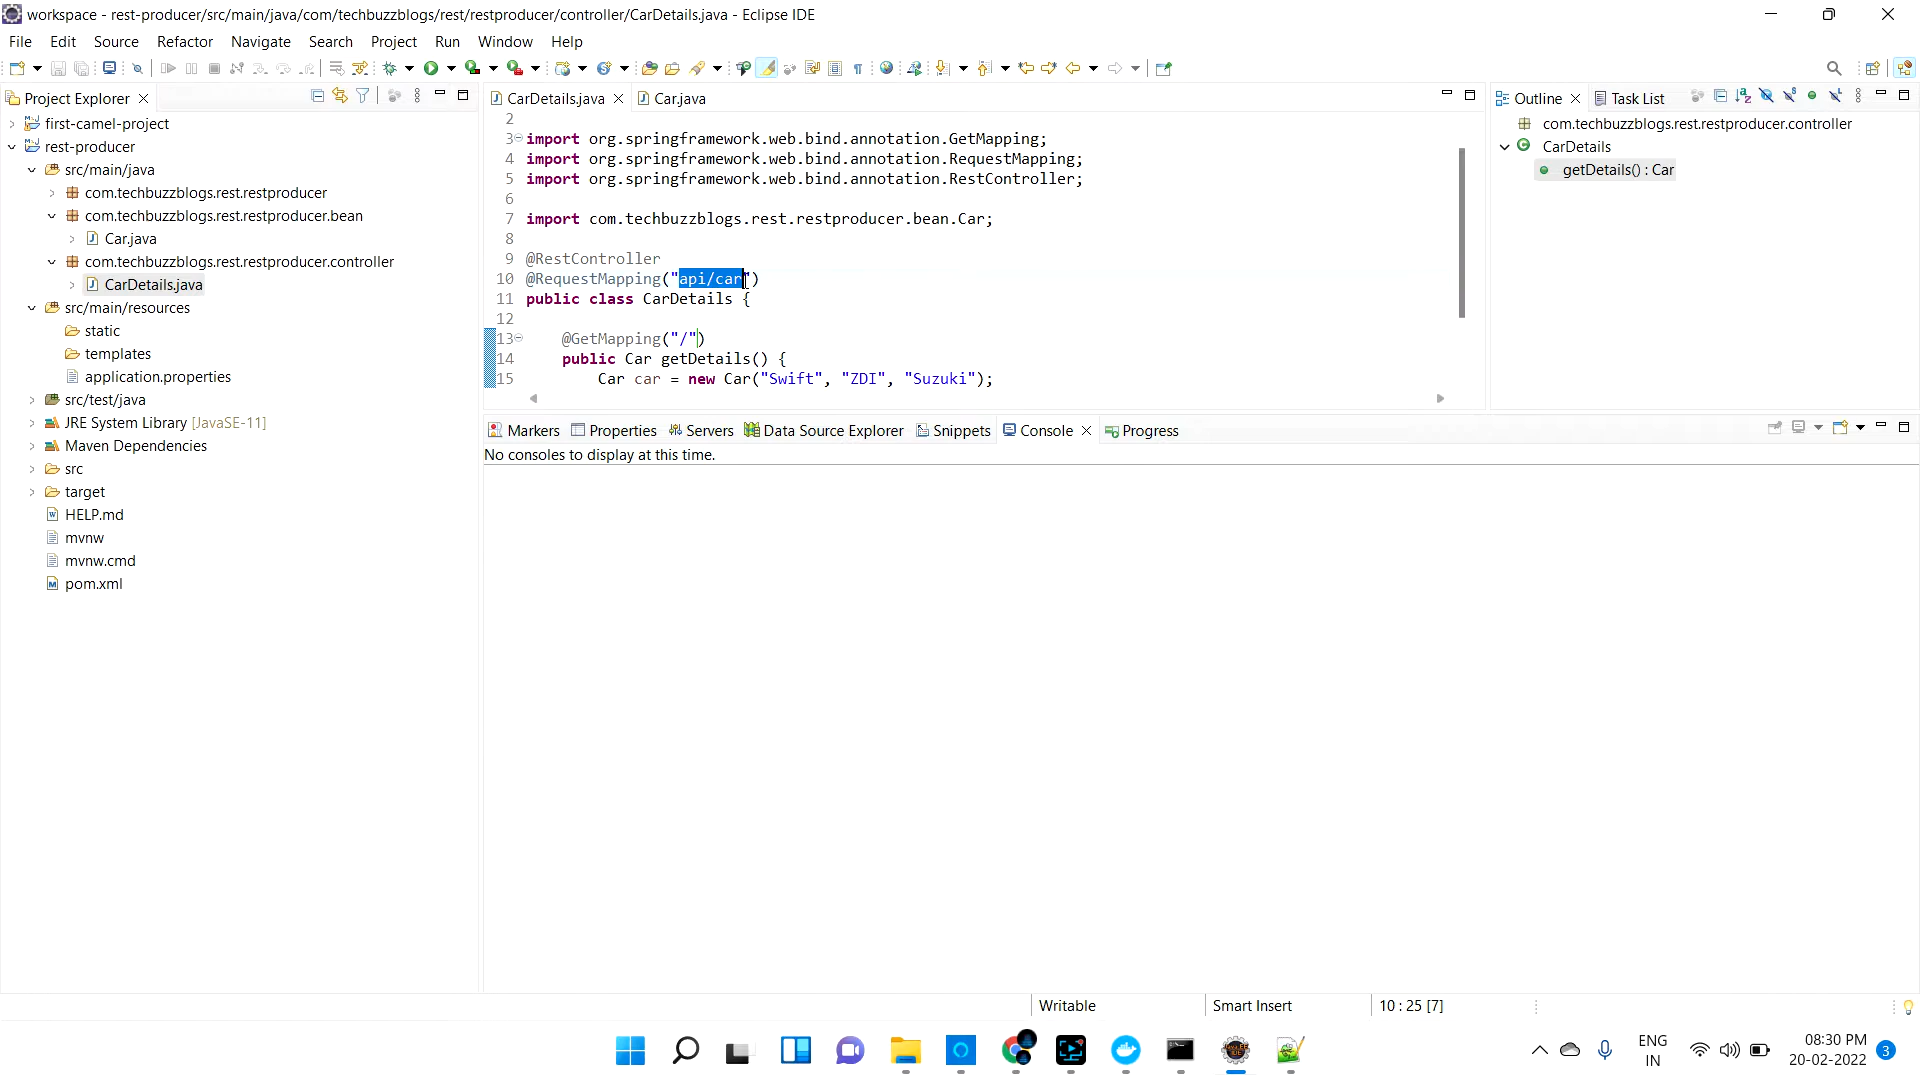 workspace - rest-producer/src/main/java/com/techbuzzblogs/rest/restproducer/controller/CarDetails.java - Eclipse IDE
File Edit Source Refactor Navigate Search Project Run Window Help
Project Explorer
first-camel-project
rest-producer
src/main/java
com.techbuzzblogs.rest.restproducer
com.techbuzzblogs.rest.restproducer.bean
Car.java
com.techbuzzblogs.rest.restproducer.controller
CarDetails.java
src/main/resources
static
templates
application.properties
src/test/java
JRE System Library [JavaSE-11]
Maven Dependencies
src
target
HELP.md
mvnw
mvnw.cmd
pom.xml
CarDetails.java Car.java
2
3 import org.springframework.web.bind.annotation.GetMapping;
4 import org.springframework.web.bind.annotation.RequestMapping;
5 import org.springframework.web.bind.annotation.RestController;
6
7 import com.techbuzzblogs.rest.restproducer.bean.Car;
8
9 @RestController
10 @RequestMapping("api/car")
11 public class CarDetails {
12
13 @GetMapping("/")
14 public Car getDetails() {
15 Car car = new Car("Swift", "ZDI", "Suzuki");
Outline Task List
com.techbuzzblogs.rest.restproducer.controller
CarDetails
getDetails() : Car
Markers Properties Servers Data Source Explorer Snippets Console Progress
No consoles to display at this time.
Writable Smart Insert 10 : 25 [7]
ENG
IN
08:30 PM
20-02-2022
3